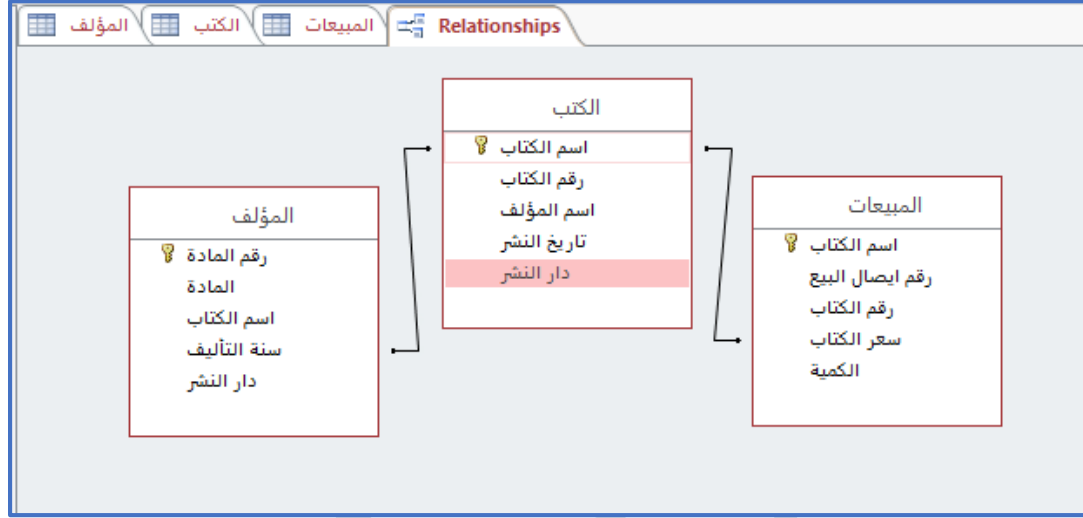 المؤلف
الكتب
المبيعات
Relationships
الكتب
اسم الكتاب
رقم الكتاب
اسم المؤلف
تاريخ النشر
دار النشر
المؤلف
رقم المادة
المادة
اسم الكتاب
سنة التأليف
دار النشر
المبيعات
اسم الكتاب
رقم ايصال البيع
رقم الكتاب
سعر الكتاب
الكمية